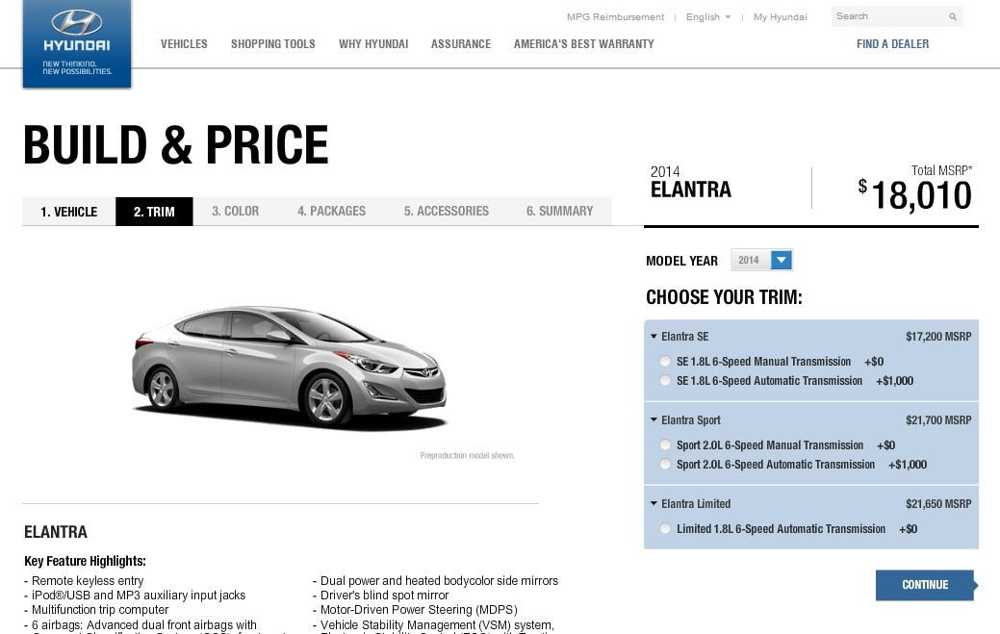 MPG Reimbursement | English | My Hyundai Search
HYUNDAI
NEW THINKING.
NEW POSSIBILITIES.
VEHICLES SHOPPING TOOLS WHY HYUNDAI ASSURANCE AMERICA'S BEST WARRANTY FIND A DEALER
BUILD & PRICE
2014
ELANTRA
Total MSRP*
$18,010
1. VEHICLE 2. TRIM 3. COLOR 4. PACKAGES 5. ACCESSORIES 6. SUMMARY
MODEL YEAR 2014
CHOOSE YOUR TRIM:
Elantra SE $17,200 MSRP
SE 1.8L 6-Speed Manual Transmission +$0
SE 1.8L 6-Speed Automatic Transmission +$1,000
Elantra Sport $21,700 MSRP
Sport 2.0L 6-Speed Manual Transmission +$0
Sport 2.0L 6-Speed Automatic Transmission +$1,000
Elantra Limited $21,650 MSRP
Limited 1.8L 6-Speed Automatic Transmission +$0
CONTINUE
Preproduction model shown.
ELANTRA
Key Feature Highlights:
- Remote keyless entry
- iPod®/USB and MP3 auxiliary input jacks
- Multifunction trip computer
- 6 airbags: Advanced dual front airbags with
- Dual power and heated bodycolor side mirrors
- Driver's blind spot mirror
- Motor-Driven Power Steering (MDPS)
- Vehicle Stability Management (VSM) system,